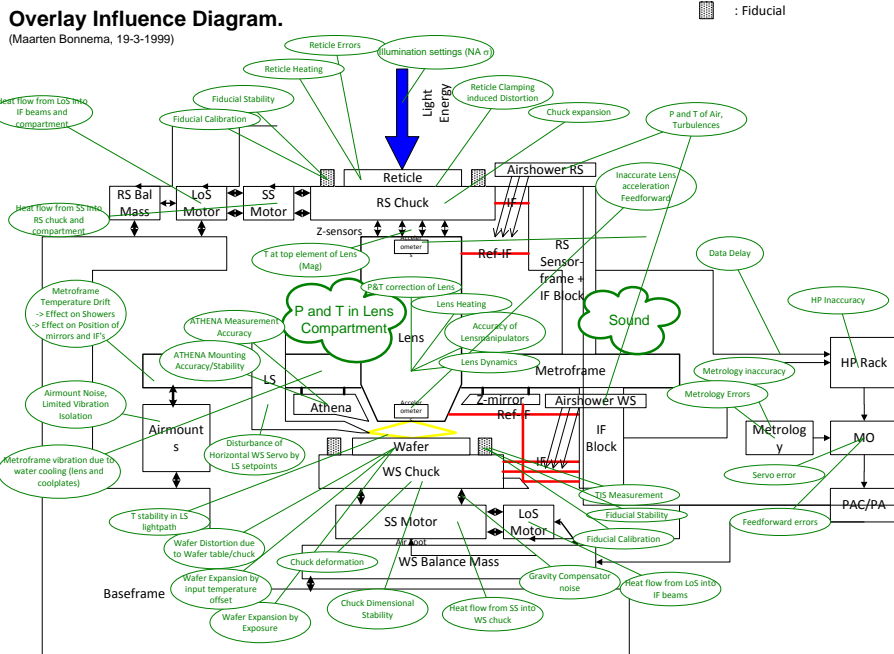 Overlay Influence Diagram.
(Maarten Bonnema, 19-3-1999)
: Fiducial
Reticle Errors
Illumination settings (NA σ)
Reticle Heating
Heat flow from LoS into
IF beams and
compartment
Fiducial Stability
Fiducial Calibration
Light
Energy
Reticle Clamping
induced Distortion
Chuck expansion
P and T of Air,
Turbulences
Reticle
Airshower RS
Inaccurate Lens
acceleration
Feedforward
RS Bal
Mass
LoS
Motor
SS
Motor
RS Chuck
IF
Heat flow from SS into
RS chuck and
compartment
Z-sensors
Acceler
ometer
s
Ref-IF
RS
Sensor-
frame +
IF Block
T at top element of Lens
(Mag)
Data Delay
Metroframe
Temperature Drift
-> Effect on Showers
-> Effect on Position of
mirrors and IF's
P&T correction of Lens
Lens Heating
HP Inaccuracy
P and T in Lens
Compartment
Sound
ATHENA Measurement
Accuracy
Accuracy of
Lensmanipulators
Lens
ATHENA Mounting
Accuracy/Stability
Lens Dynamics
HP Rack
LS
Metroframe
Metrology inaccuracy
Airmount Noise,
Limited Vibration
Isolation
Athena
Acceler
ometer
Z-mirror
Airshower WS
Metrology Errors
Ref-IF
Airmount
s
IF
Block
Metrolog
y
MO
Disturbance of
Horizontal WS Servo by
LS setpoints
Wafer
Metroframe vibration due to
water cooling (lens and
coolplates)
WS Chuck
IF
Servo error
TIS Measurement
PAC/PA
T stability in LS
lightpath
SS Motor
LoS
Motor
Fiducial Stability
Feedforward errors
Wafer Distortion due
to Wafer table/chuck
Air foot
Fiducial Calibration
Chuck deformation
WS Balance Mass
Baseframe
Wafer Expansion by
input temperature
offset
Gravity Compensator
noise
Heat flow from LoS into
IF beams
Chuck Dimensional
Stability
Heat flow from SS into
WS chuck
Wafer Expansion by
Exposure